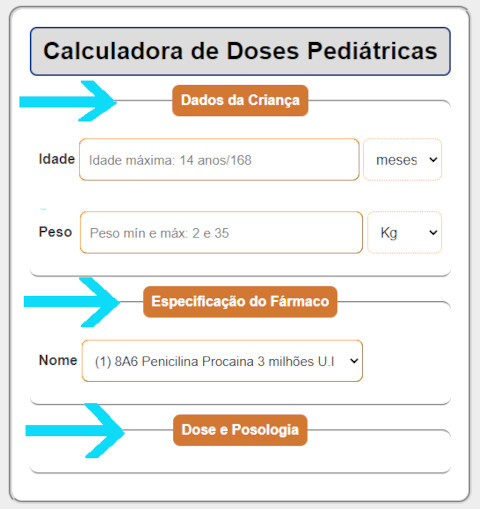 Calculadora de Doses Pediátricas
Dados da Criança
Idade Idade máxima: 14 anos/168 meses
Peso Peso mín e máx: 2 e 35 Kg
Especificação do Fármaco
Nome (1) 8A6 Penicilina Procaina 3 milhões U.I
Dose e Posologia